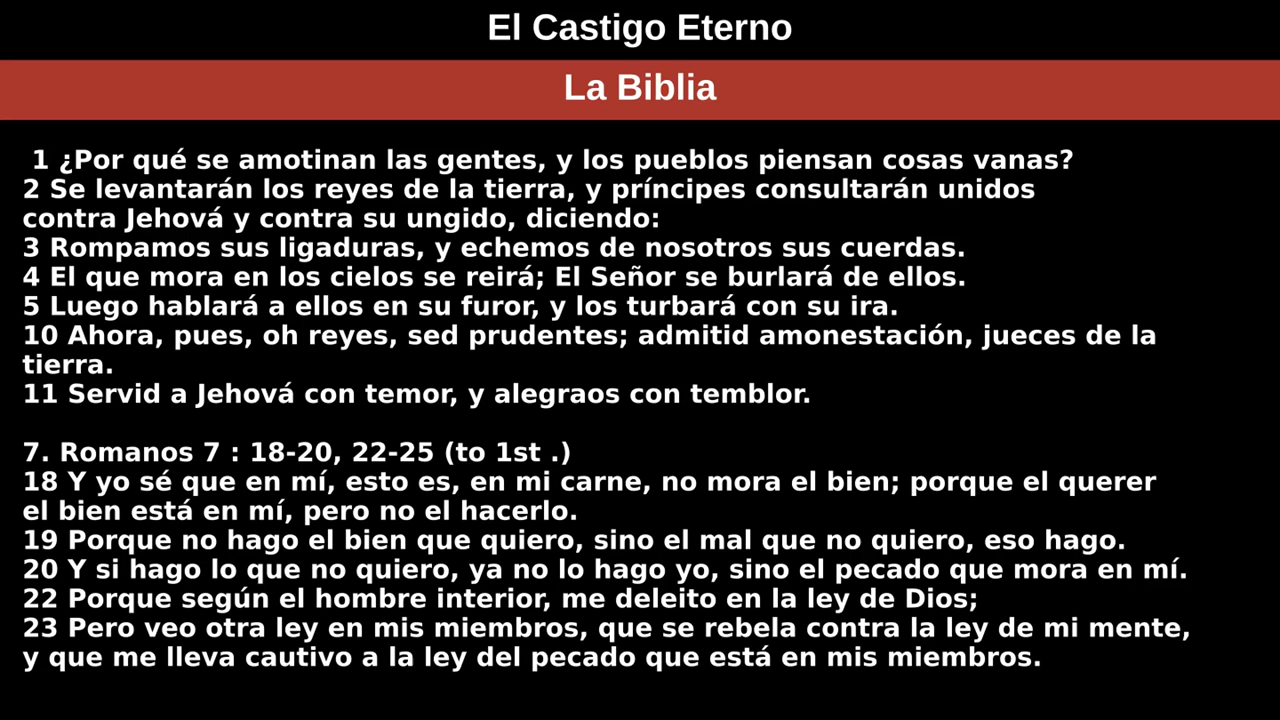 El Castigo Eterno
La Biblia
1 ¿Por qué se amotinan las gentes, y los pueblos piensan cosas vanas?
2 Se levantarán los reyes de la tierra, y príncipes consultarán unidos
contra Jehová y contra su ungido, diciendo:
3 Rompamos sus ligaduras, y echemos de nosotros sus cuerdas.
4 El que mora en los cielos se reirá; El Señor se burlará de ellos.
5 Luego hablará a ellos en su furor, y los turbará con su ira.
10 Ahora, pues, oh reyes, sed prudentes; admitid amonestación, jueces de la
tierra.
11 Servid a Jehová con temor, y alegraos con temblor.
7. Romanos 7 : 18-20, 22-25 (to 1st .)
18 Y yo sé que en mí, esto es, en mi carne, no mora el bien; porque el querer
el bien está en mí, pero no el hacerlo.
19 Porque no hago el bien que quiero, sino el mal que no quiero, eso hago.
20 Y si hago lo que no quiero, ya no lo hago yo, sino el pecado que mora en mí.
22 Porque según el hombre interior, me deleito en la ley de Dios;
23 Pero veo otra ley en mis miembros, que se rebela contra la ley de mi mente,
y que me lleva cautivo a la ley del pecado que está en mis miembros.